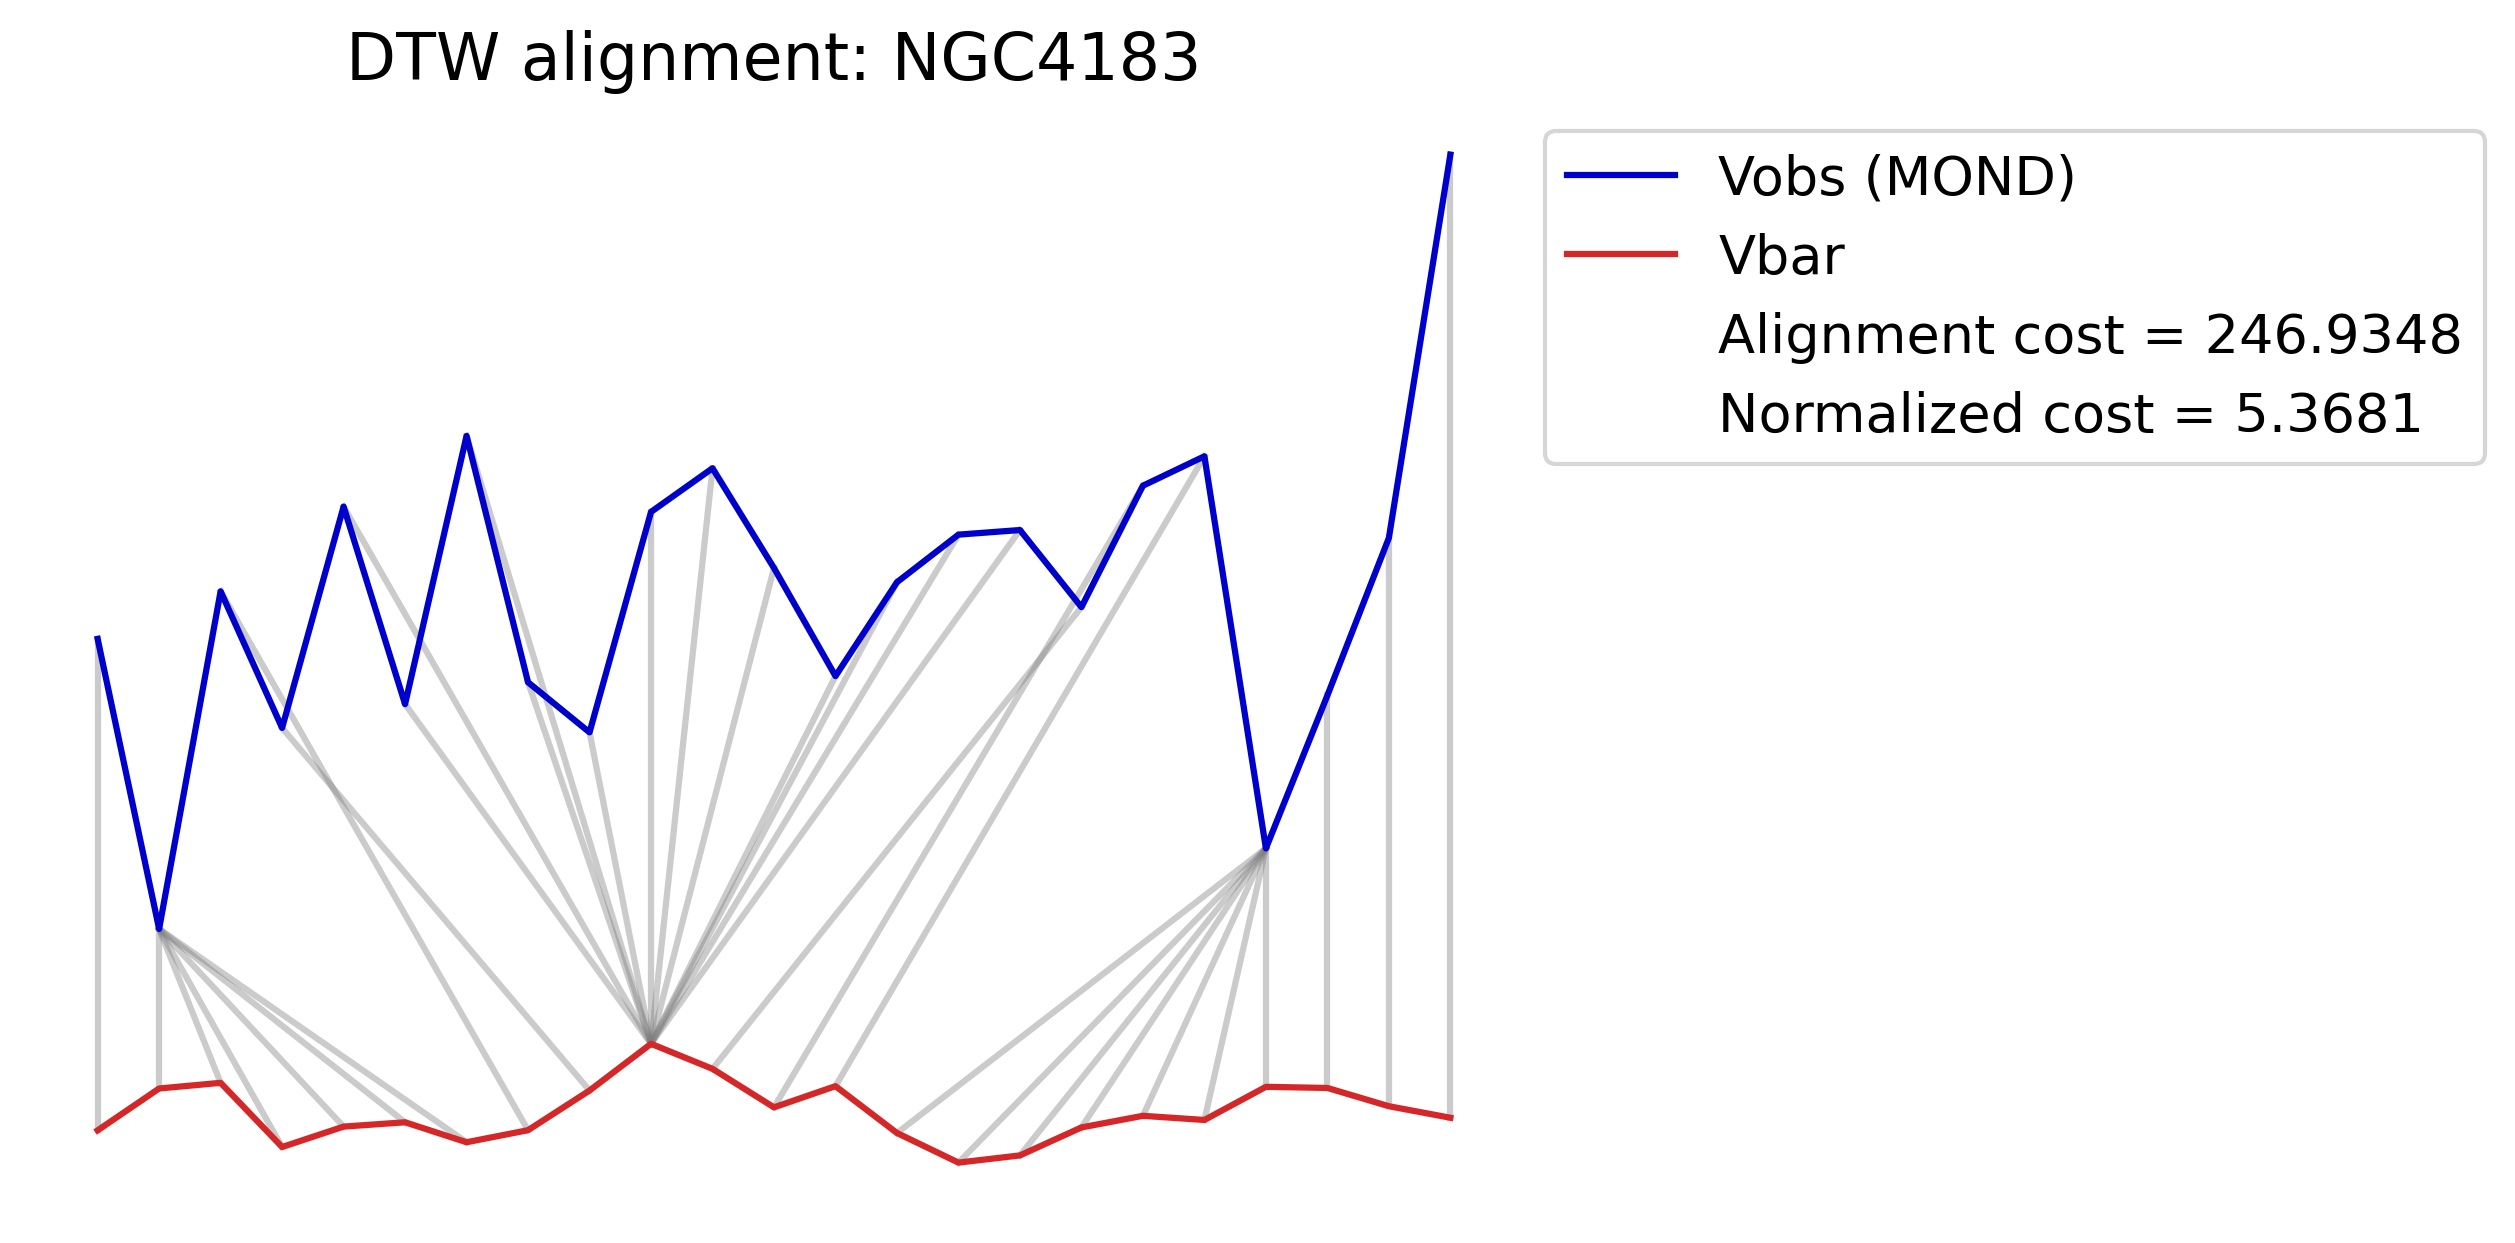 DTW alignment: NGC4183
Vobs (MOND)
Vbar
Alignment cost = 246.9348
Normalized cost = 5.3681